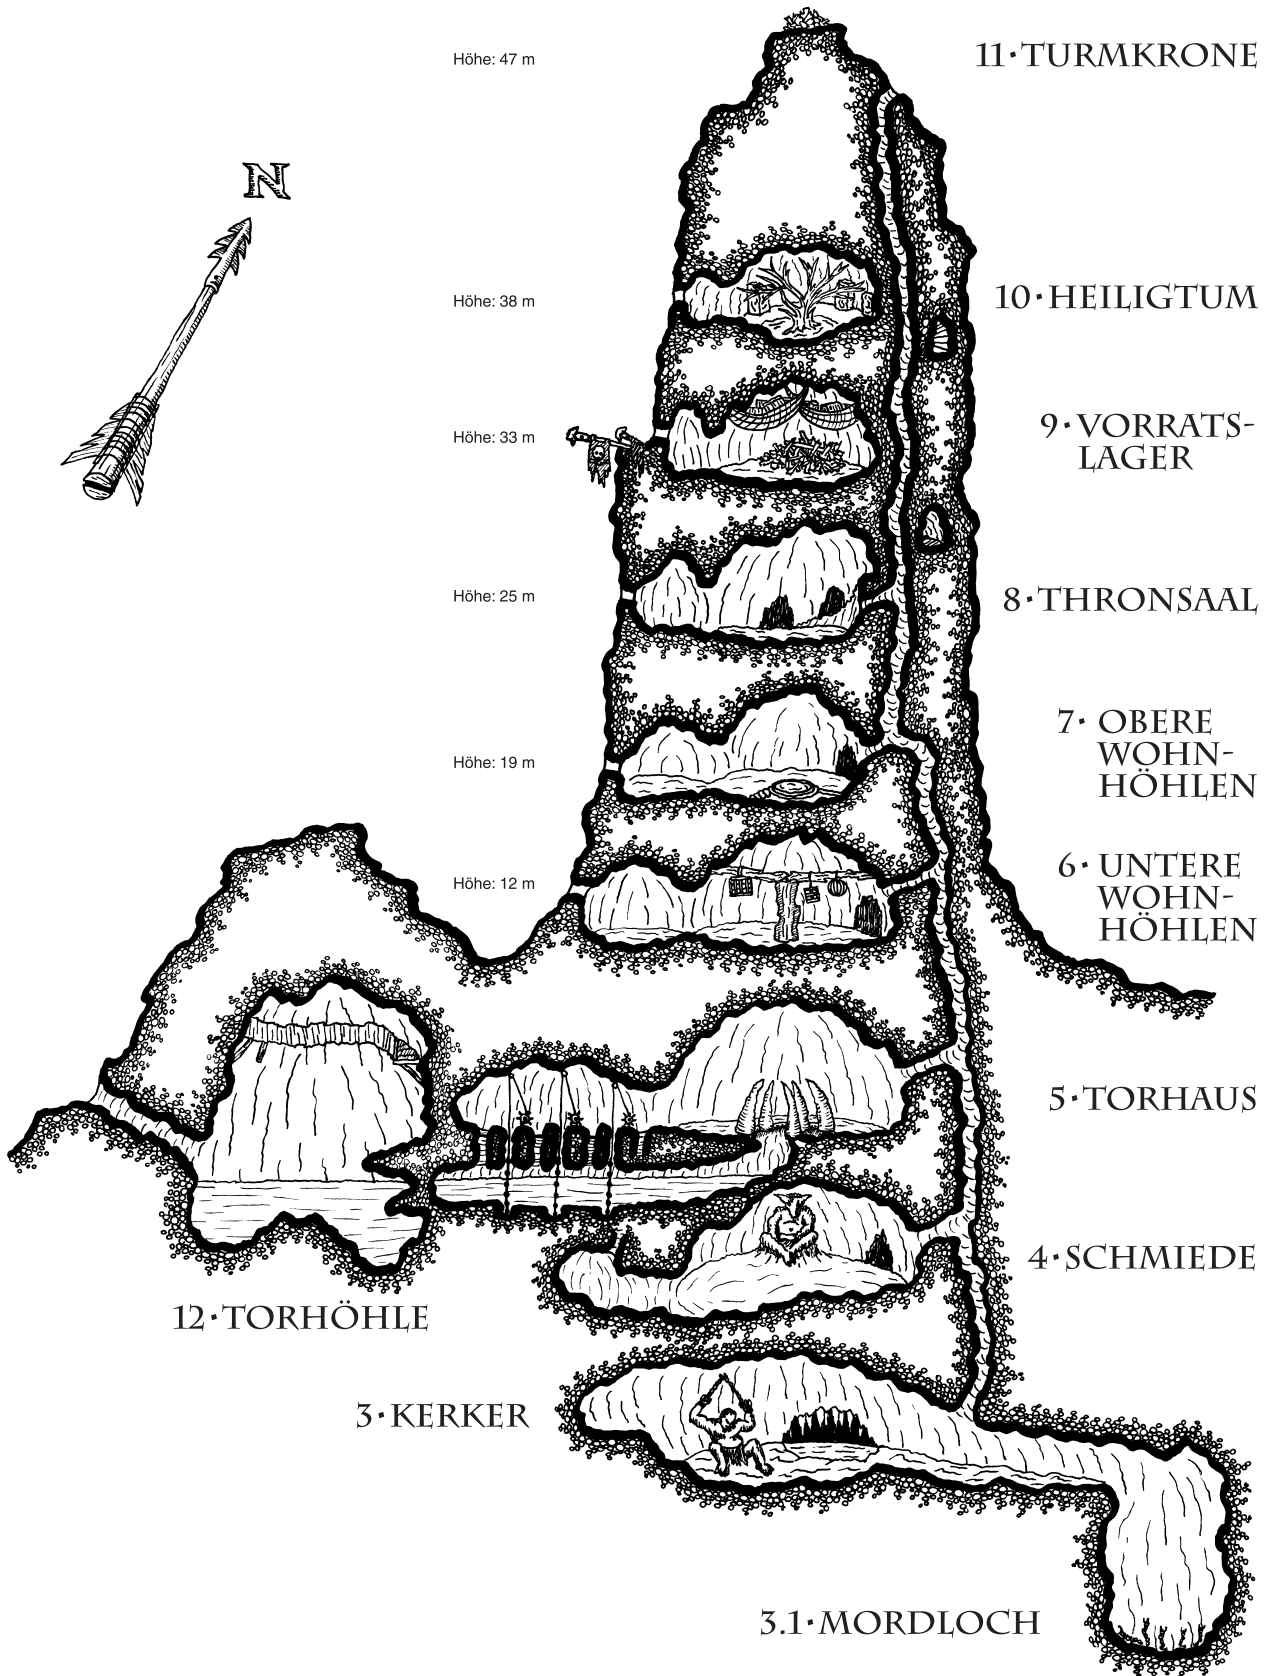 Höhe: 47 m
11·TURMKRONE
N
Höhe: 38 m
10·HEILIGTUM
Höhe: 33 m
9·VORRATS-
LAGER
Höhe: 25 m
8·THRONSAAL
Höhe: 19 m
7· OBERE
WOHN-
HÖHLEN
Höhe: 12 m
6· UNTERE
WOHN-
HÖHLEN
5·TORHAUS
4·SCHMIEDE
12·TORHÖHLE
3·KERKER
3.1·MORDLOCH